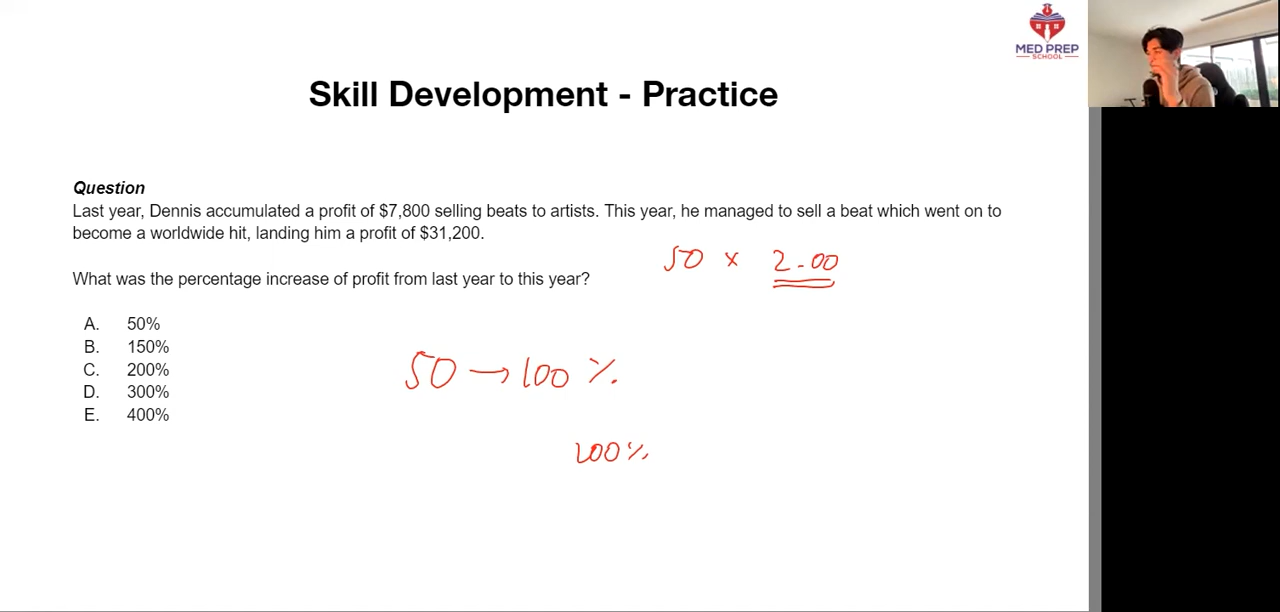 MED PREP
SCHOOL
Skill Development - Practice
Question
Last year, Dennis accumulated a profit of $7,800 selling beats to artists. This year, he managed to sell a beat which went on to
become a worldwide hit, landing him a profit of $31,200.
50 × 2.00
What was the percentage increase of profit from last year to this year?
A. 50%
B. 150%
C. 200%
D. 300%
E. 400%
50 → 100 %
200%